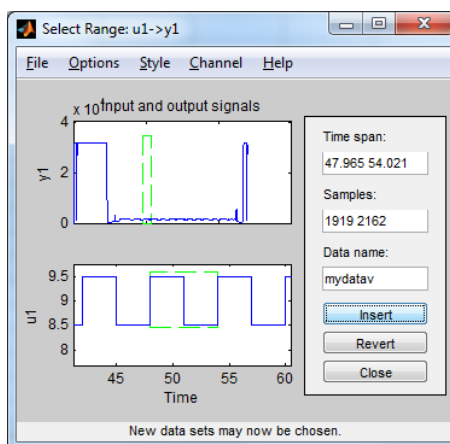 Select Range: u1->y1
File Options Style Channel Help
x 10⁴ Input and output signals
4
2
0
y1
9.5
9
8.5
8
u1
45 50 55 60
Time
Time span:
47.965 54.021
Samples:
1919 2162
Data name:
mydatav
Insert
Revert
Close
New data sets may now be chosen.